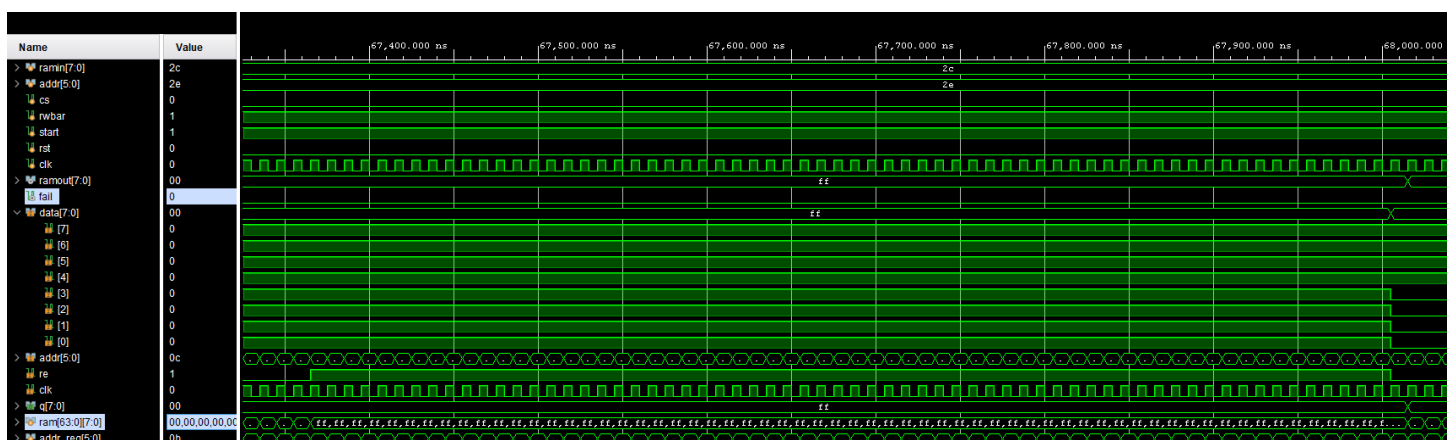 Name Value 67,400.000 ns 67,500.000 ns 67,600.000 ns 67,700.000 ns 67,800.000 ns 67,900.000 ns 68,000.000
ramin[7:0] 2c 2c
addr[5:0] 2e 2e
cs 0
rwbar 1
start 1
rst 0
clk 0
ramout[7:0] 00 ff
fail 0
data[7:0] 00 ff
[7] 0
[6] 0
[5] 0
[4] 0
[3] 0
[2] 0
[1] 0
[0] 0
addr[5:0] 0c
re 1
clk 0
q[7:0] 00 ff
ram[63:0][7:0] 00,00,00,00,00 ff,ff,ff,ff,ff,ff,ff,ff,ff,ff,ff,ff,ff,ff,ff,ff,ff,ff,ff,ff,ff,ff,ff,ff,ff,ff,ff,ff,ff,ff,ff,ff,ff,ff,ff,ff,ff,ff,ff,ff,ff,ff,ff,ff,ff,ff,ff,ff,ff,ff,ff,ff,ff,ff,ff,ff,ff,ff,ff...
addr_reg[5:0] 0b